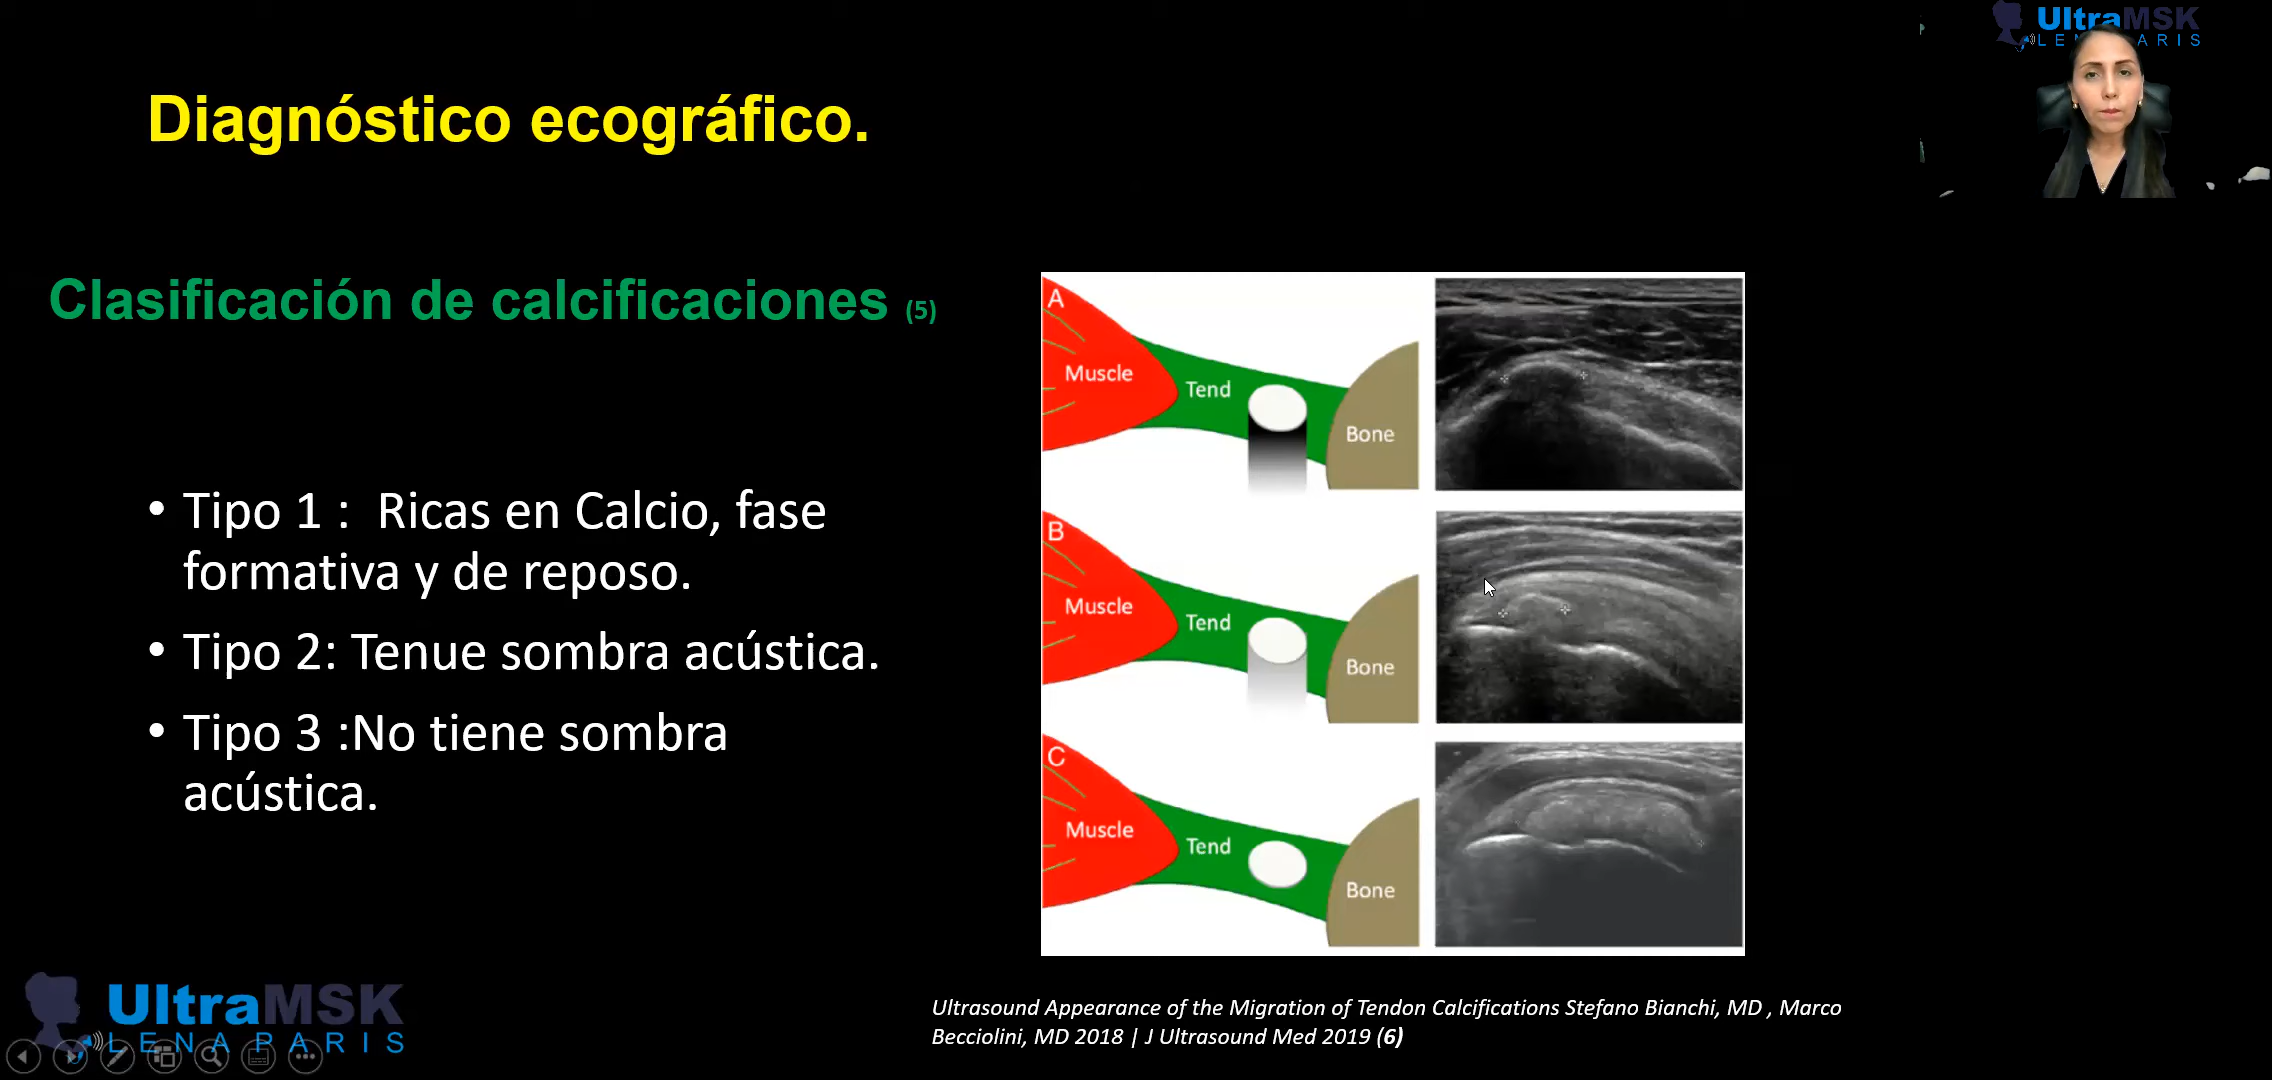 UltraMSK
Diagnóstico ecográfico.
Clasificación de calcificaciones (5)
• Tipo 1 :  Ricas en Calcio, fase
formativa y de reposo.
• Tipo 2: Tenue sombra acústica.
• Tipo 3 :No tiene sombra
acústica.
A
Muscle
Tend
Bone
B
Muscle
Tend
Bone
C
Muscle
Tend
Bone
UltraMSK
LENA PARIS
Ultrasound Appearance of the Migration of Tendon Calcifications Stefano Bianchi, MD , Marco
Becciolini, MD 2018 | J Ultrasound Med 2019 (6)